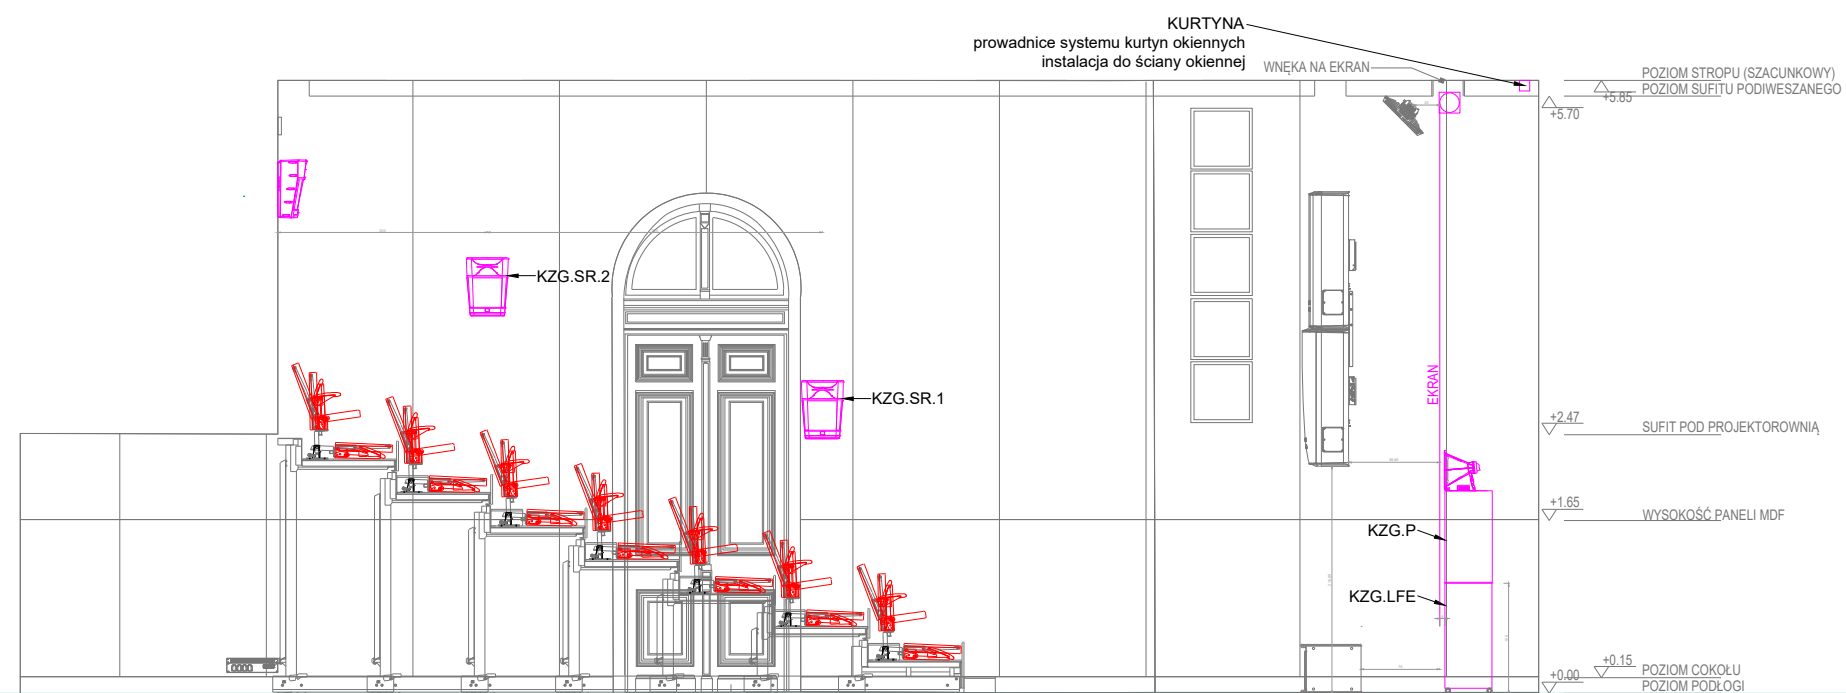 KURTYNA
prowadnice systemu kurtyn okiennych
instalacja do ściany okiennej
WNĘKA NA EKRAN
POZIOM STROPU (SZACUNKOWY)
+5.85
POZIOM SUFITU PODIWESZANEGO
+5.70
KZG.SR.2
KZG.SR.1
EKRAN
+2.47
SUFIT POD PROJEKTOROWNIĄ
+1.65
WYSOKOŚĆ PANELI MDF
KZG.P
KZG.LFE
+0.15
POZIOM COKOŁU
+0.00
POZIOM PODŁOGI